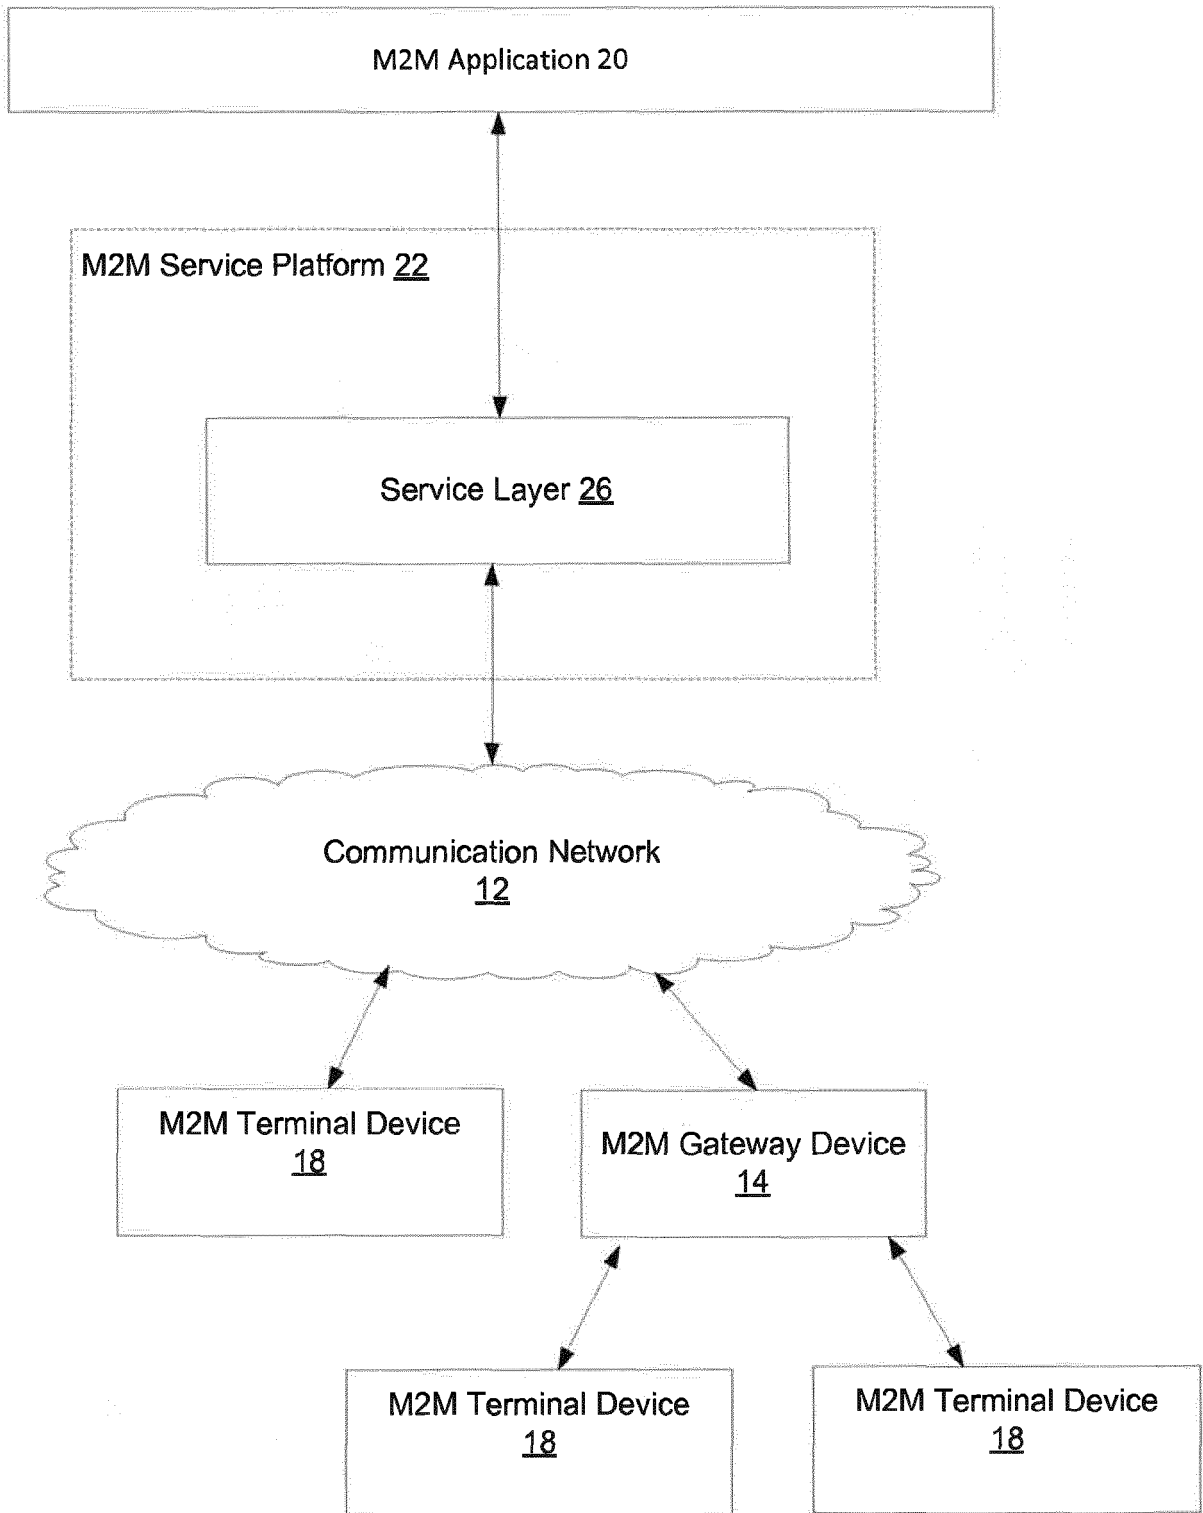 M2M Application 20
M2M Service Platform 22
Service Layer 26
Communication Network
12
M2M Terminal Device
18
M2M Gateway Device
14
M2M Terminal Device
18
M2M Terminal Device
18